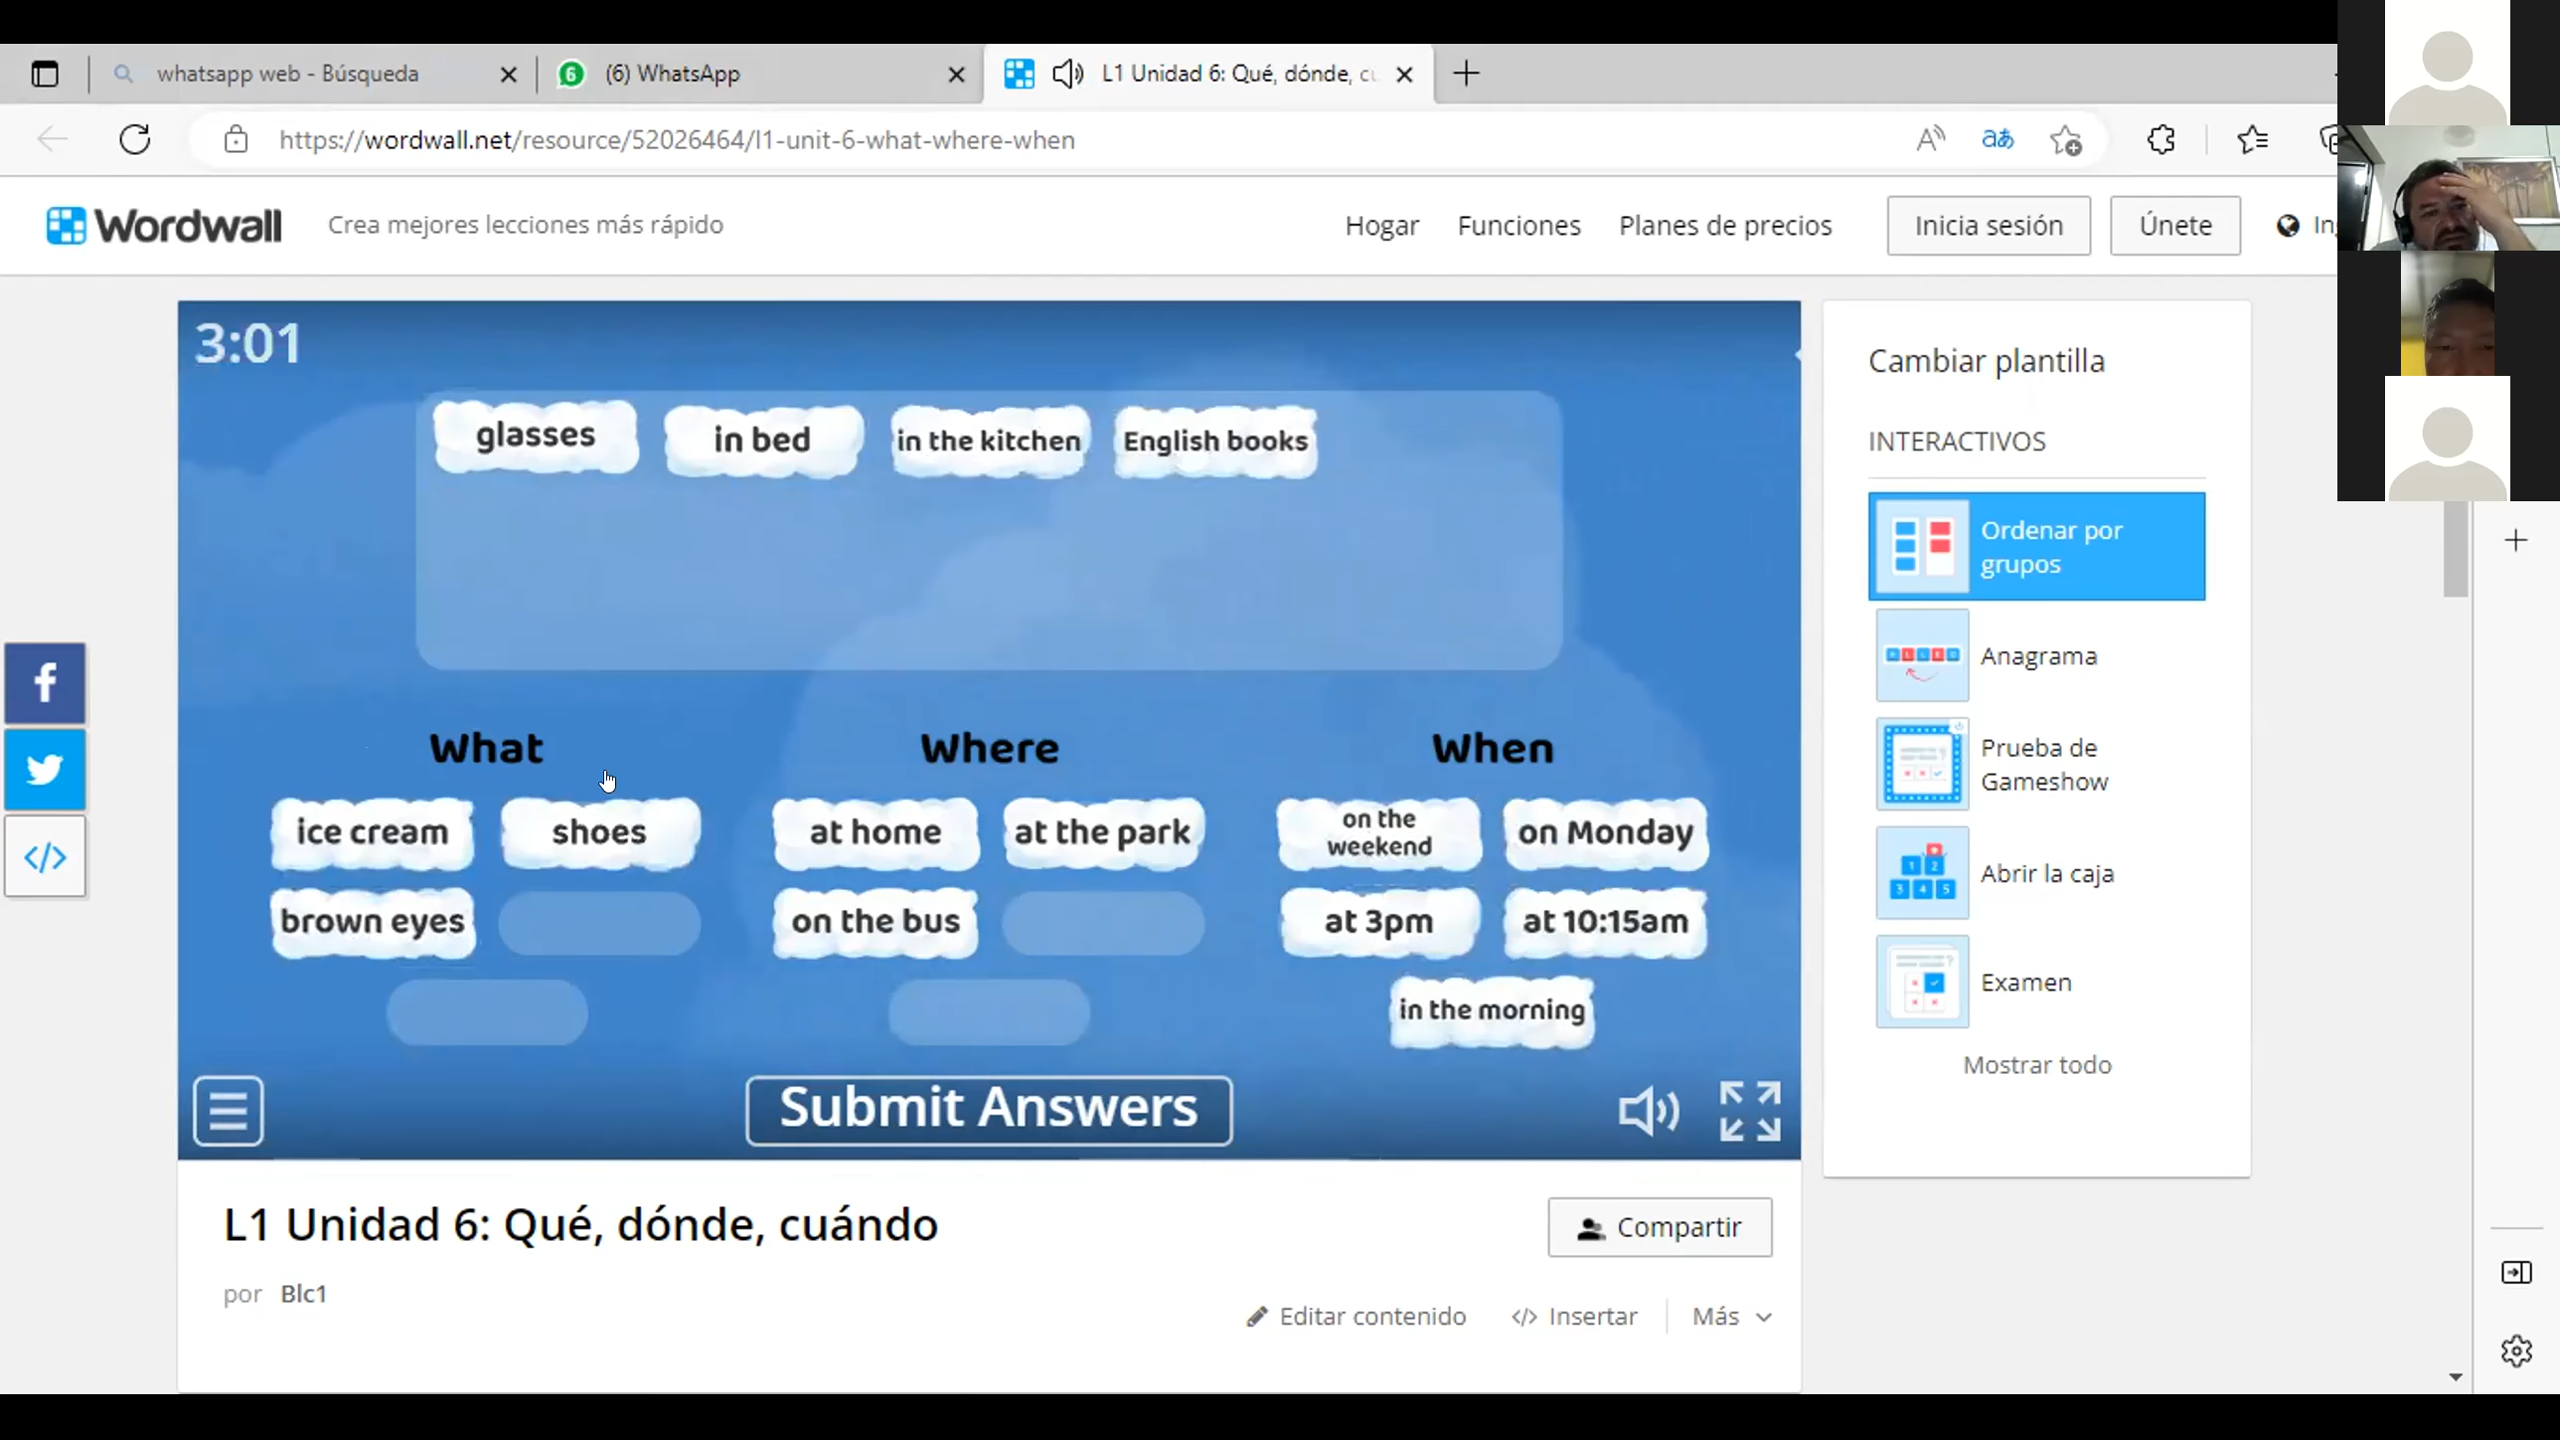 whatsapp web - Búsqueda
6 (6) WhatsApp
L1 Unidad 6: Qué, dónde, cu
https://wordwall.net/resource/52026464/l1-unit-6-what-where-when
Wordwall
Crea mejores lecciones más rápido
Hogar
Funciones
Planes de precios
Inicia sesión
Únete
3:01
glasses
in bed
in the kitchen
English books
What
Where
When
ice cream
shoes
at home
at the park
on the
weekend
on Monday
brown eyes
on the bus
at 3pm
at 10:15am
in the morning
Submit Answers
Cambiar plantilla
INTERACTIVOS
Ordenar por
grupos
Anagrama
Prueba de
Gameshow
Abrir la caja
Examen
Mostrar todo
L1 Unidad 6: Qué, dónde, cuándo
por Blc1
Compartir
Editar contenido
</> Insertar
Más